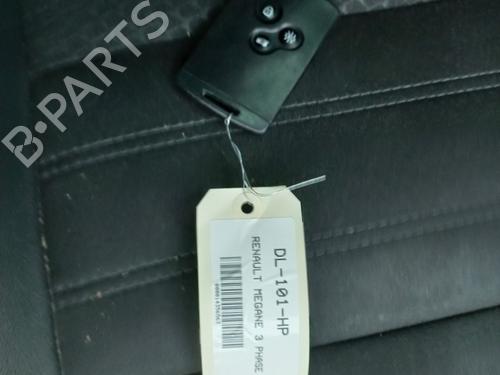 B-PARTS
DL-101-HP
RENAULT MEGANE 3 PHASE